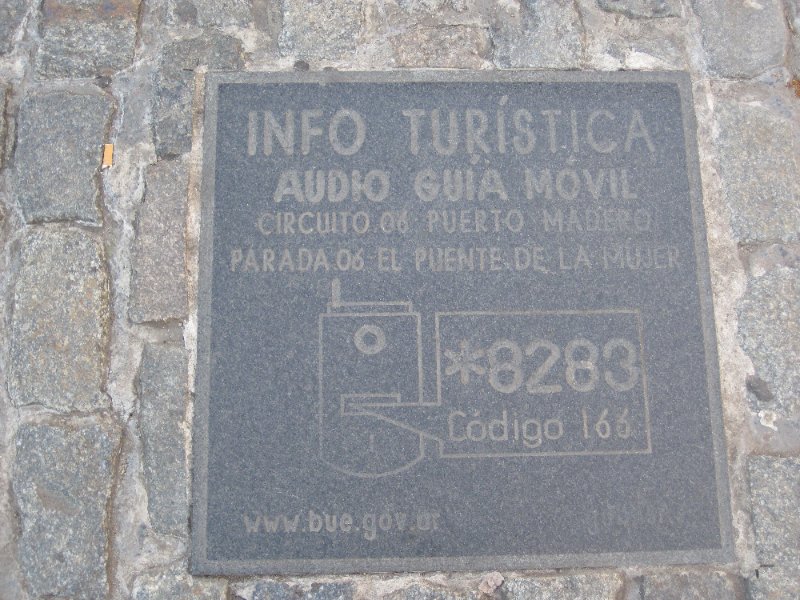 INFO TURÍSTICA
AUDIO GUÍA MÓVIL
CIRCUITO.06 PUERTO MADERO
PARADA.06 EL PUENTE.DE LA MUJER
*8283
Código 166
www.bue.gov.ar